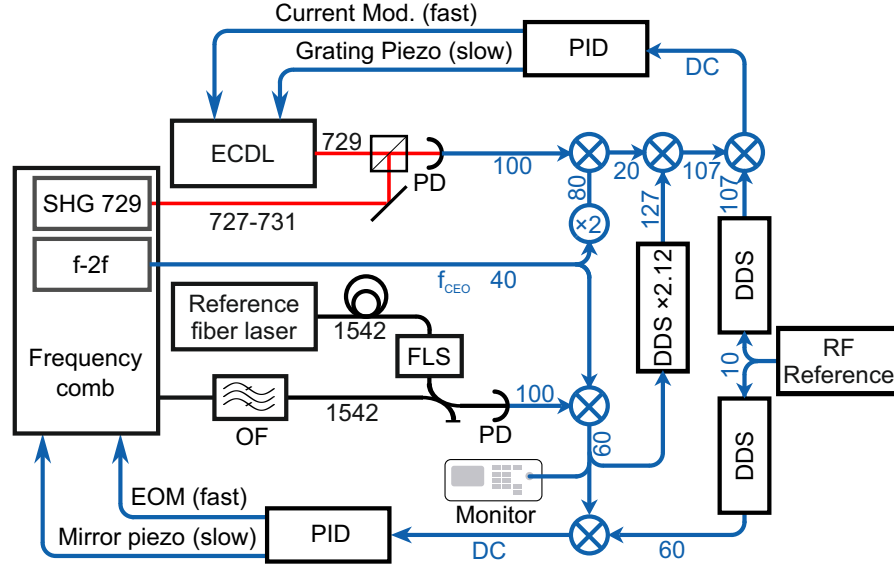 Current Mod. (fast)
Grating Piezo (slow)
PID
DC
ECDL
729
PD
100
20
107
80
127
107
SHG 729
727-731
×2
f-2f
fCEO 40
DDS ×2.12
DDS
Reference
fiber laser
1542
FLS
10
RF
Reference
Frequency
comb
OF
1542
PD
100
60
DDS
Monitor
EOM (fast)
Mirror piezo (slow)
PID
DC
60